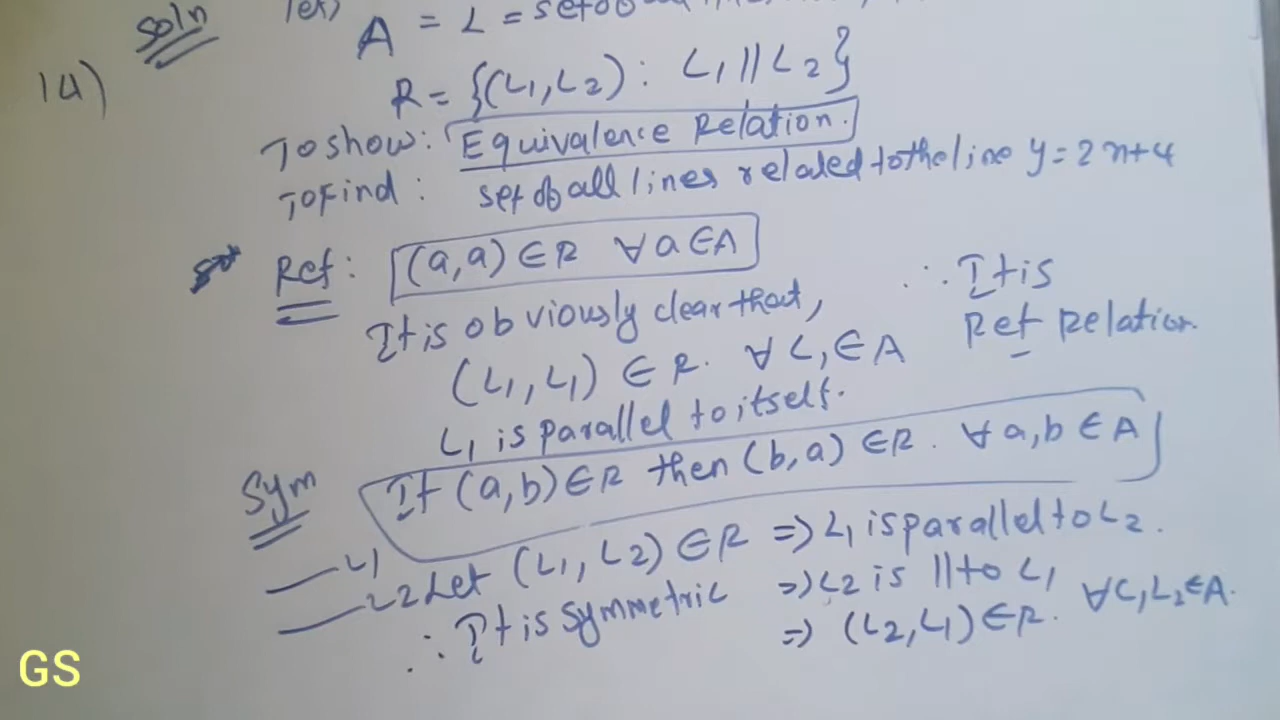 Soln A = L = set of
14) R = {(L1, L2) : L1 || L2}
To show : Equivalence Relation.
To Find : set of all lines related to the line y = 2x+4
Ref : (a,a) ∈ R ∀ a ∈ A
It is obviously clear that,
∴ It is
Ref Relation.
(L1, L1) ∈ R. ∀ L1 ∈ A
L1 is parallel to itself.
Sym If (a,b) ∈ R then (b,a) ∈ R. ∀ a,b ∈ A
L1
L2 Let (L1, L2) ∈ R => L1 is parallel to L2.
∴ It is symmetric => L2 is || to L1
=> (L2, L1) ∈ R. ∀ L1, L2 ∈ A.
GS